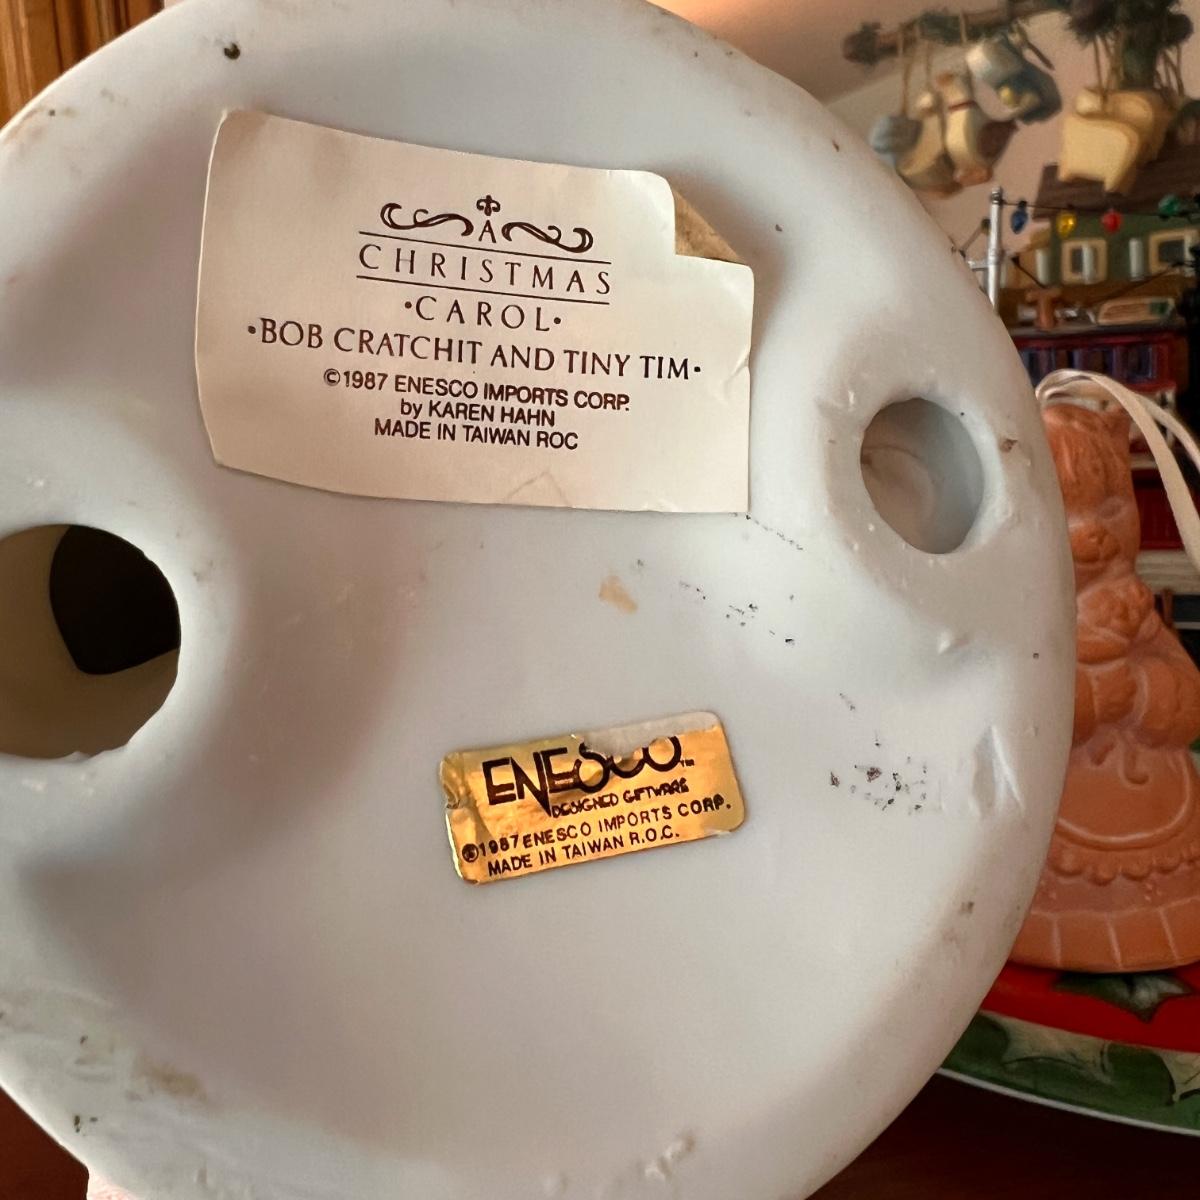 A
CHRISTMAS
•CAROL•
•BOB CRATCHIT AND TINY TIM•
©1987 ENESCO IMPORTS CORP.
by KAREN HAHN
MADE IN TAIWAN ROC
ENESCO™
DESIGNED GIFTWARE
©1987 ENESCO IMPORTS CORP.
MADE IN TAIWAN R.O.C.